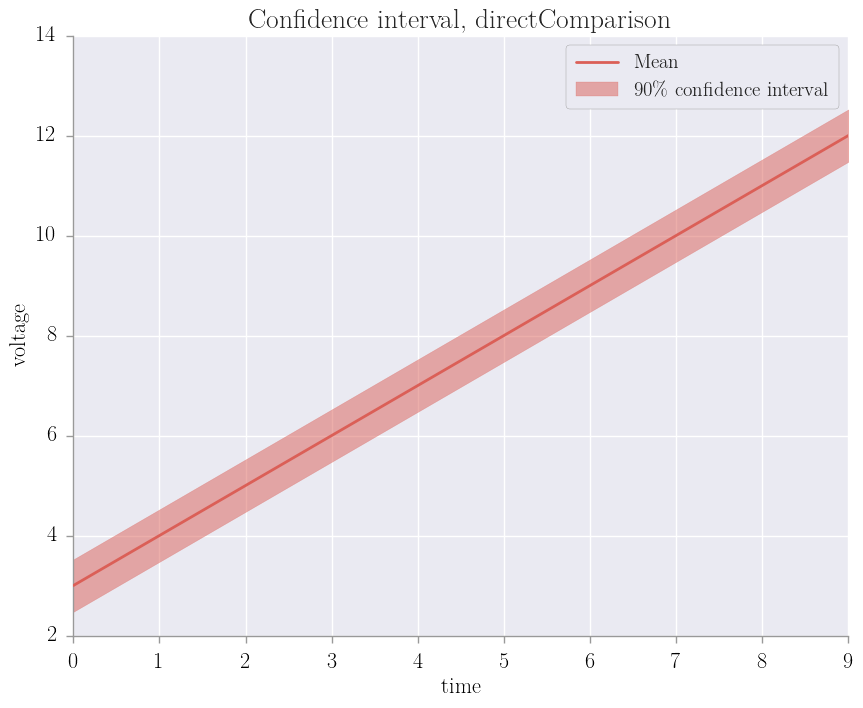 Confidence interval, directComparison
Mean
90% confidence interval
14
12
10
8
6
4
2
voltage
0 1 2 3 4 5 6 7 8 9
time